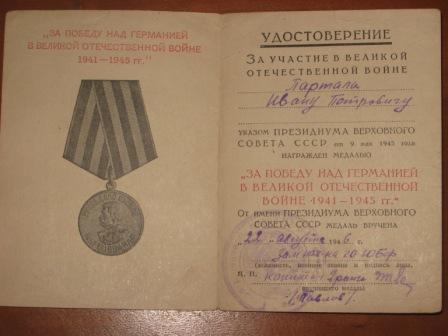 „ЗА ПОБЕДУ НАД ГЕРМАНИЕЙ
В ВЕЛИКОЙ ОТЕЧЕСТВЕННОЙ ВОЙНЕ
1941—1945 гг.“
УДОСТОВЕРЕНИЕ
ЗА УЧАСТИЕ В ВЕЛИКОЙ
ОТЕЧЕСТВЕННОЙ ВОЙНЕ
Партала
Ивану Петровичу
УКАЗОМ ПРЕЗИДИУМА ВЕРХОВНОГО
СОВЕТА СССР от 9 мая 1945 года
НАГРАЖДЕН МЕДАЛЬЮ
„ЗА ПОБЕДУ НАД ГЕРМАНИЕЙ
В ВЕЛИКОЙ ОТЕЧЕСТВЕННОЙ
ВОЙНЕ 1941—1945 гг.“
ОТ ИМЕНИ ПРЕЗИДИУМА ВЕРХОВНОГО
СОВЕТА СССР МЕДАЛЬ ВРУЧЕНА
„22“ августа 1946 г.